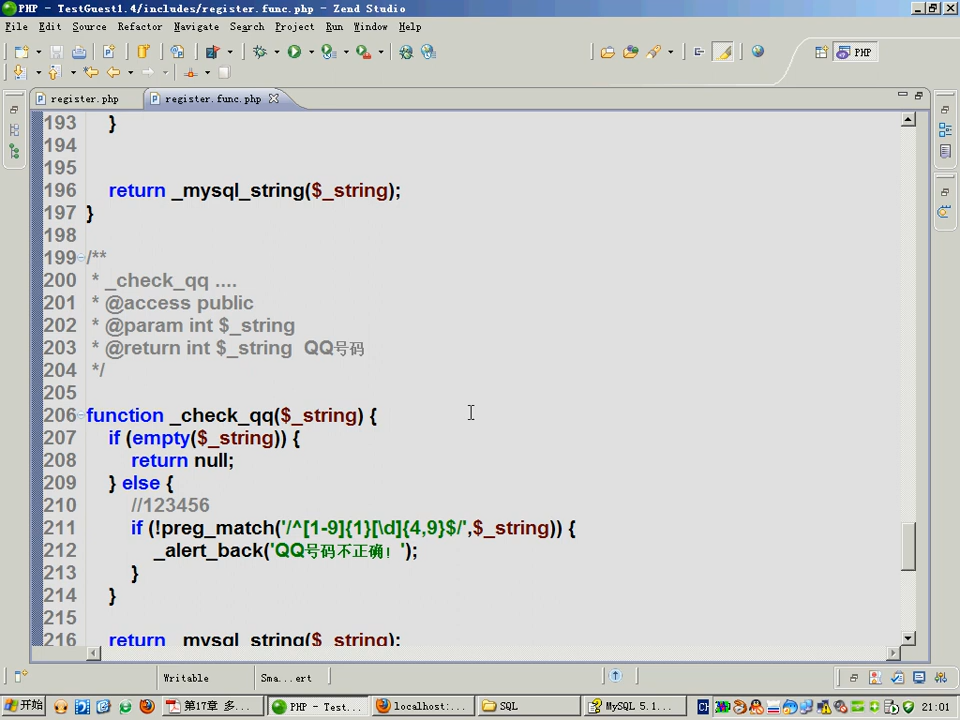 PHP - TestGuest1.4/includes/register.func.php - Zend Studio
File Edit Source Refactor Navigate Search Project Run Window Help
PHP
register.php register.func.php
193 }
194
195
196 return _mysql_string($_string);
197 }
198
199 /**
200 * _check_qq ....
201 * @access public
202 * @param int $_string
203 * @return int $_string QQ号码
204 */
205
206 function _check_qq($_string) {
207 if (empty($_string)) {
208 return null;
209 } else {
210 //123456
211 if (!preg_match('/^[1-9]{1}[\d]{4,9}$/',$_string)) {
212 _alert_back('QQ号码不正确！');
213 }
214 }
215
216 return _mysql_string($_string);
Writable Sma...ert
开始 第17章 多... PHP - Test... localhost:... SQL MySQL 5.1... CH 21:01